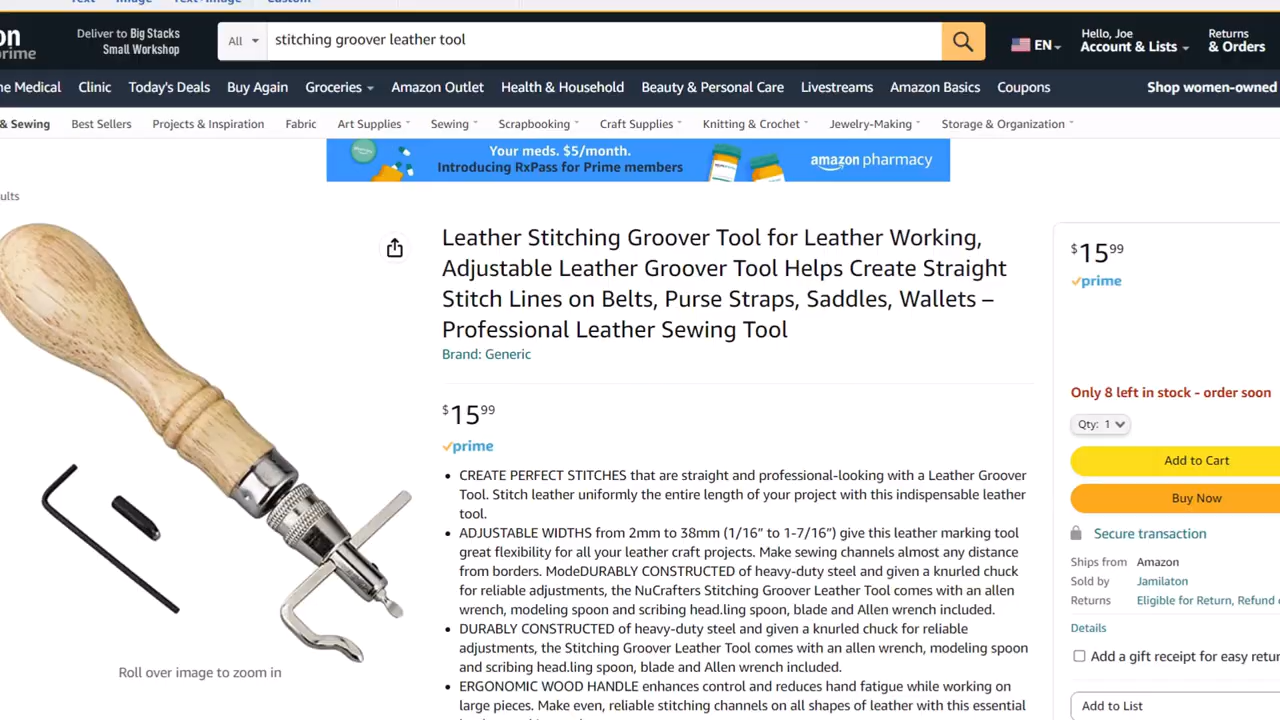 Text Image Text+Image Custom
on
prime
Deliver to Big Stacks
Small Workshop
All
stitching groover leather tool
EN
Hello, Joe
Account & Lists
Returns
& Orders
ne Medical Clinic Today's Deals Buy Again Groceries Amazon Outlet Health & Household Beauty & Personal Care Livestreams Amazon Basics Coupons Shop women-owned
& Sewing Best Sellers Projects & Inspiration Fabric Art Supplies Sewing Scrapbooking Craft Supplies Knitting & Crochet Jewelry-Making Storage & Organization
Your meds. $5/month.
Introducing RxPass for Prime members
amazon pharmacy
ults
Leather Stitching Groover Tool for Leather Working,
Adjustable Leather Groover Tool Helps Create Straight
Stitch Lines on Belts, Purse Straps, Saddles, Wallets –
Professional Leather Sewing Tool
Brand: Generic
$15 99
prime
• CREATE PERFECT STITCHES that are straight and professional-looking with a Leather Groover
Tool. Stitch leather uniformly the entire length of your project with this indispensable leather
tool.
• ADJUSTABLE WIDTHS from 2mm to 38mm (1/16” to 1-7/16”) give this leather marking tool
great flexibility for all your leather craft projects. Make sewing channels almost any distance
from borders. ModeDURABLY CONSTRUCTED of heavy-duty steel and given a knurled chuck
for reliable adjustments, the NuCrafters Stitching Groover Leather Tool comes with an allen
wrench, modeling spoon and scribing head.ling spoon, blade and Allen wrench included.
• DURABLY CONSTRUCTED of heavy-duty steel and given a knurled chuck for reliable
adjustments, the Stitching Groover Leather Tool comes with an allen wrench, modeling spoon
and scribing head.ling spoon, blade and Allen wrench included.
• ERGONOMIC WOOD HANDLE enhances control and reduces hand fatigue while working on
large pieces. Make even, reliable stitching channels on all shapes of leather with this essential
Roll over image to zoom in
$15 99
prime
Only 8 left in stock - order soon
Qty: 1
Add to Cart
Buy Now
Secure transaction
Ships from Amazon
Sold by Jamilaton
Returns Eligible for Return, Refund
Details
Add a gift receipt for easy retur
Add to List